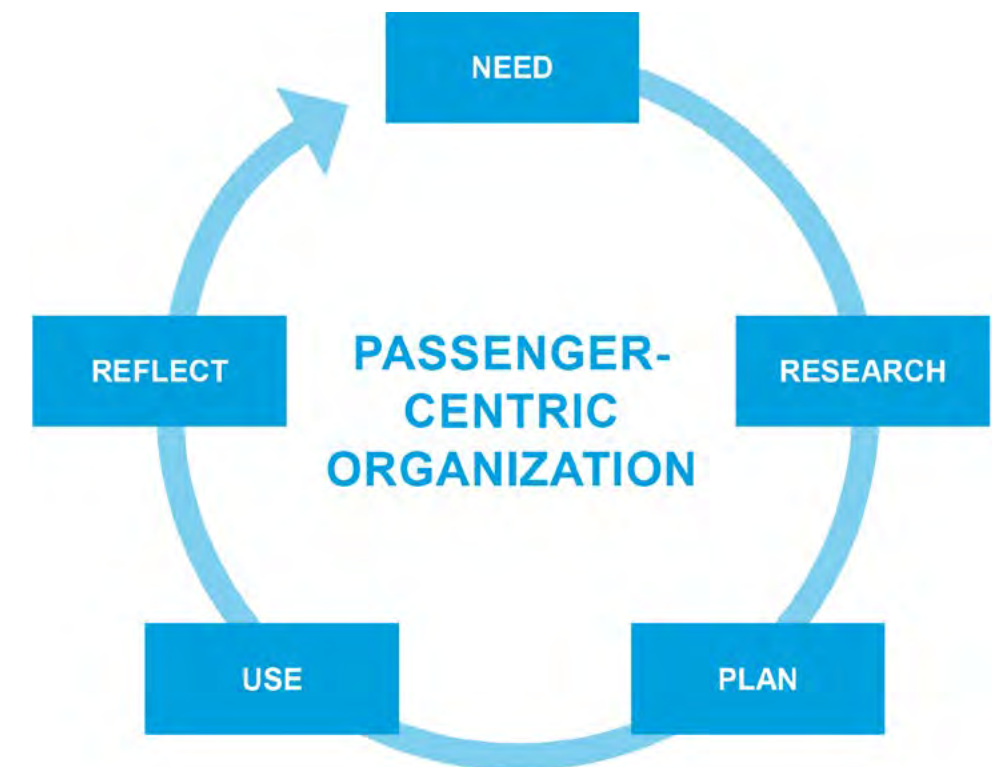 NEED
RESEARCH
PLAN
USE
REFLECT
PASSENGER-
CENTRIC
ORGANIZATION